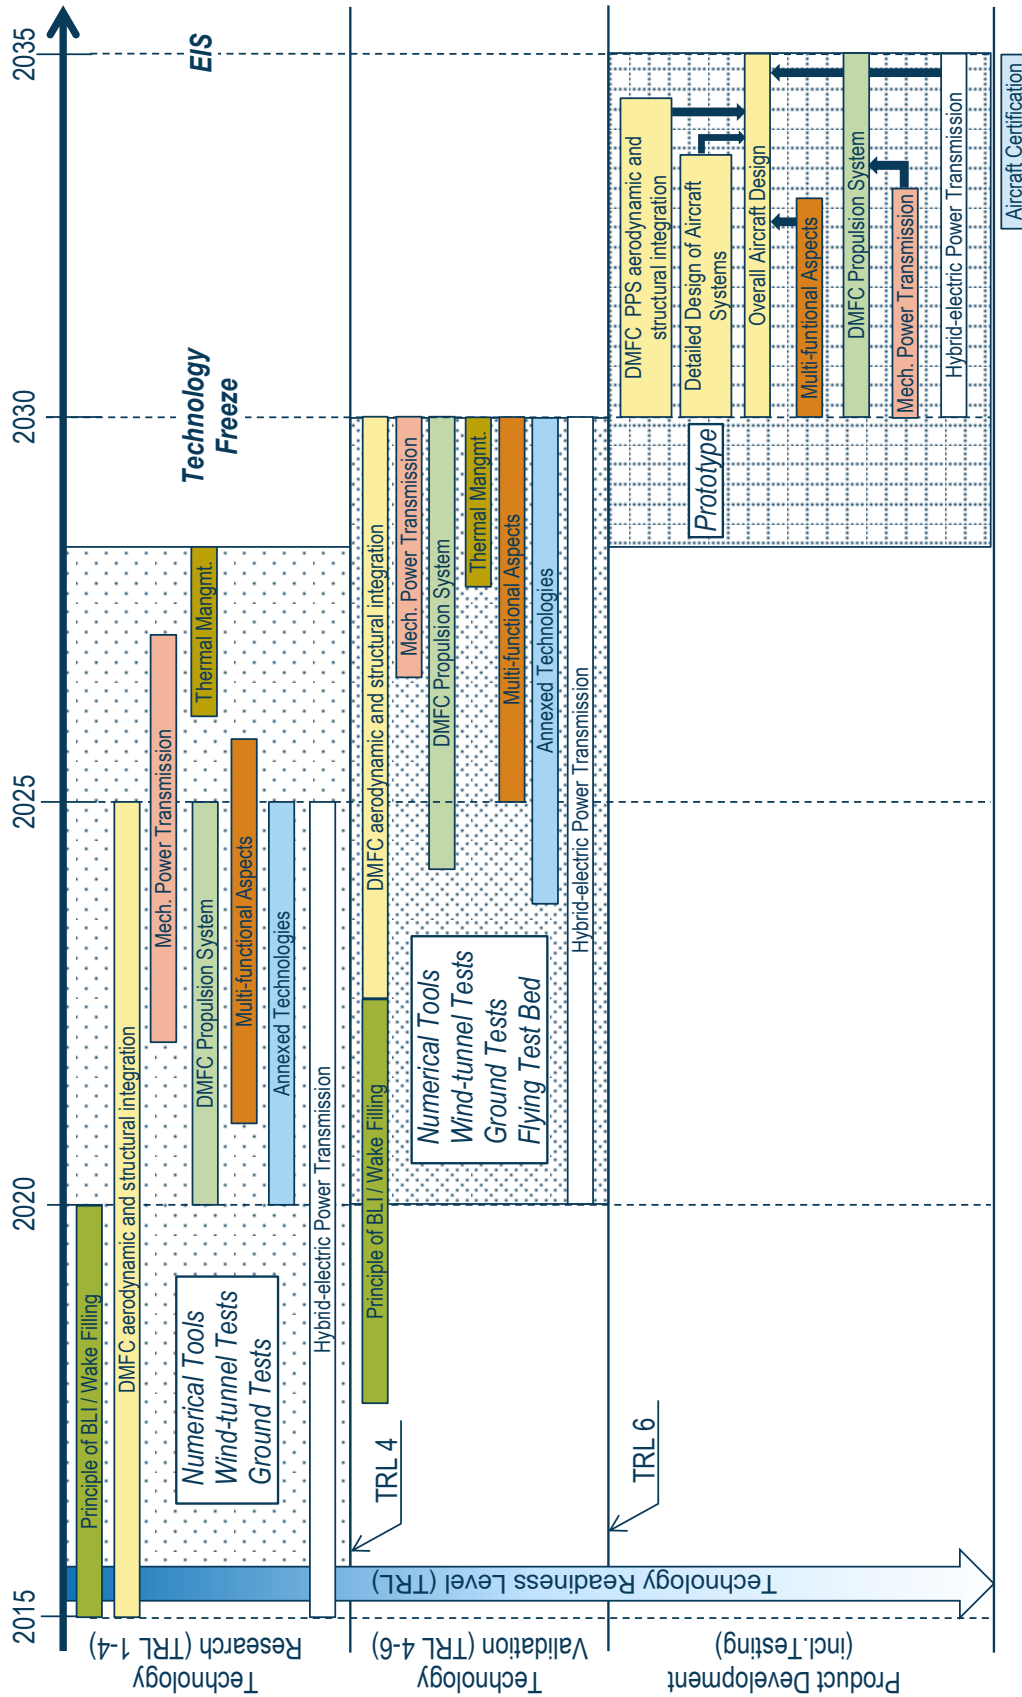 2015
2020
2025
2030
2035
Technology
Research (TRL 1-4)
Principle of BLI / Wake Filling
DMFC aerodynamic and structural integration
Mech. Power Transmission
DMFC Propulsion System
Thermal Mangmt.
Multi-functional Aspects
Annexed Technologies
Hybrid-electric Power Transmission
Numerical Tools
Wind-tunnel Tests
Ground Tests
Technology
Freeze
EIS
TRL 4
Technology Readiness Level (TRL)
Technology
Validation (TRL 4-6)
Principle of BLI / Wake Filling
DMFC aerodynamic and structural integration
Mech. Power Transmission
DMFC Propulsion System
Thermal Mangmt.
Multi-functional Aspects
Annexed Technologies
Hybrid-electric Power Transmission
Numerical Tools
Wind-tunnel Tests
Ground Tests
Flying Test Bed
TRL 6
Product Development
(incl.Testing)
Prototype
DMFC PPS aerodynamic and
structural integration
Detailed Design of Aircraft
Systems
Overall Aircraft Design
Multi-funtional Aspects
DMFC Propulsion System
Mech. Power Transmission
Hybrid-electric Power Transmission
Aircraft Certification